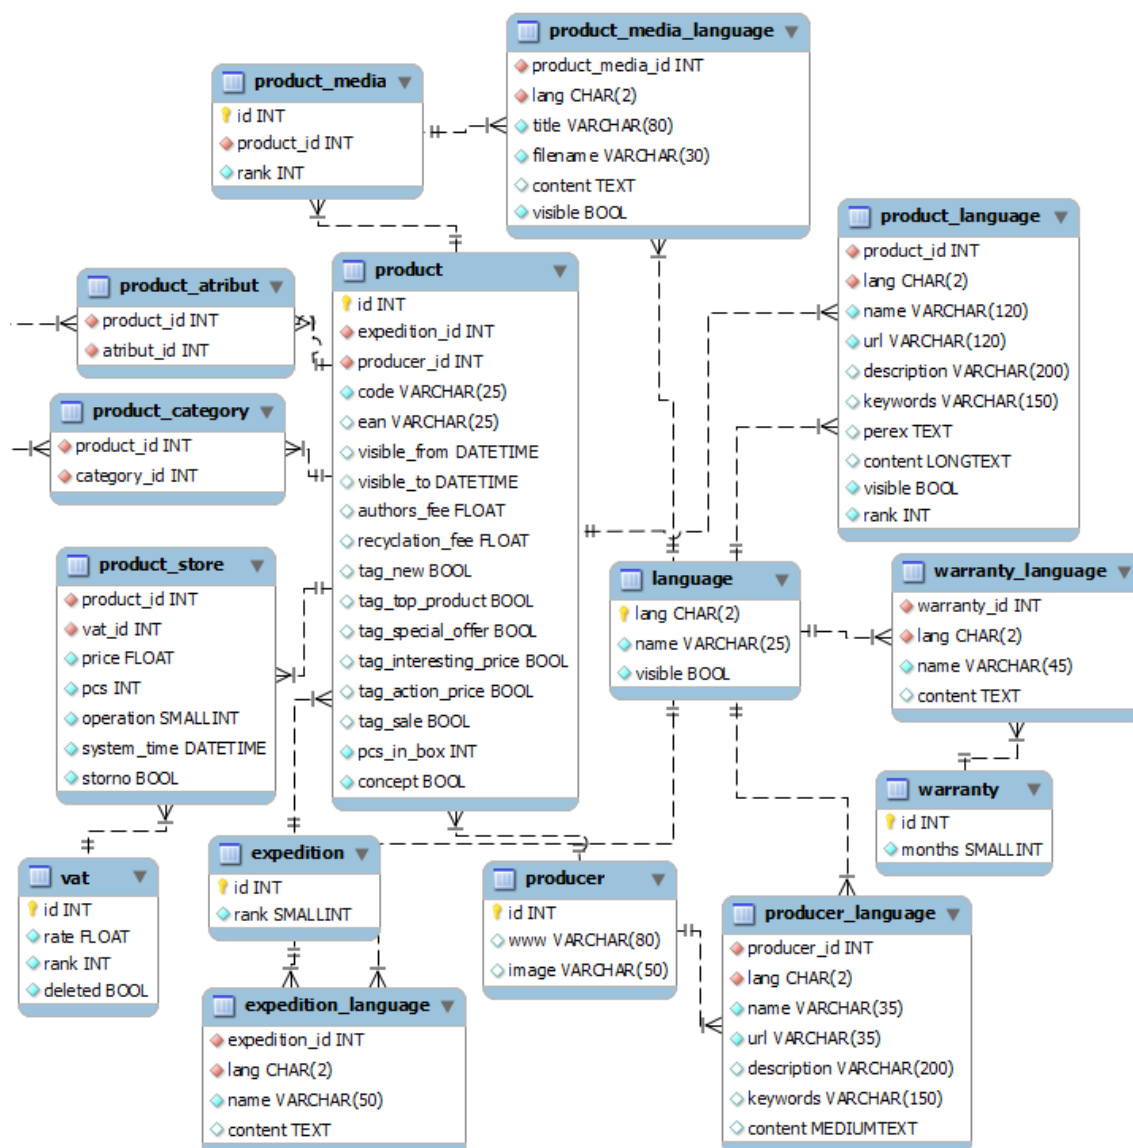 product_media_language
product_media_id INT
lang CHAR(2)
title VARCHAR(80)
filename VARCHAR(30)
content TEXT
visible BOOL
product_media
id INT
product_id INT
rank INT
product_language
product_id INT
lang CHAR(2)
name VARCHAR(120)
url VARCHAR(120)
description VARCHAR(200)
keywords VARCHAR(150)
perex TEXT
content LONGTEXT
visible BOOL
rank INT
product
id INT
expedition_id INT
producer_id INT
code VARCHAR(25)
ean VARCHAR(25)
visible_from DATETIME
visible_to DATETIME
authors_fee FLOAT
recyclation_fee FLOAT
tag_new BOOL
tag_top_product BOOL
tag_special_offer BOOL
tag_interesting_price BOOL
tag_action_price BOOL
tag_sale BOOL
pcs_in_box INT
concept BOOL
product_atribut
product_id INT
atribut_id INT
product_category
product_id INT
category_id INT
product_store
product_id INT
vat_id INT
price FLOAT
pcs INT
operation SMALLINT
system_time DATETIME
storno BOOL
language
lang CHAR(2)
name VARCHAR(25)
visible BOOL
warranty_language
warranty_id INT
lang CHAR(2)
name VARCHAR(45)
content TEXT
warranty
id INT
months SMALLINT
vat
id INT
rate FLOAT
rank INT
deleted BOOL
expedition
id INT
rank SMALLINT
producer
id INT
www VARCHAR(80)
image VARCHAR(50)
producer_language
producer_id INT
lang CHAR(2)
name VARCHAR(35)
url VARCHAR(35)
description VARCHAR(200)
keywords VARCHAR(150)
content MEDIUMTEXT
expedition_language
expedition_id INT
lang CHAR(2)
name VARCHAR(50)
content TEXT